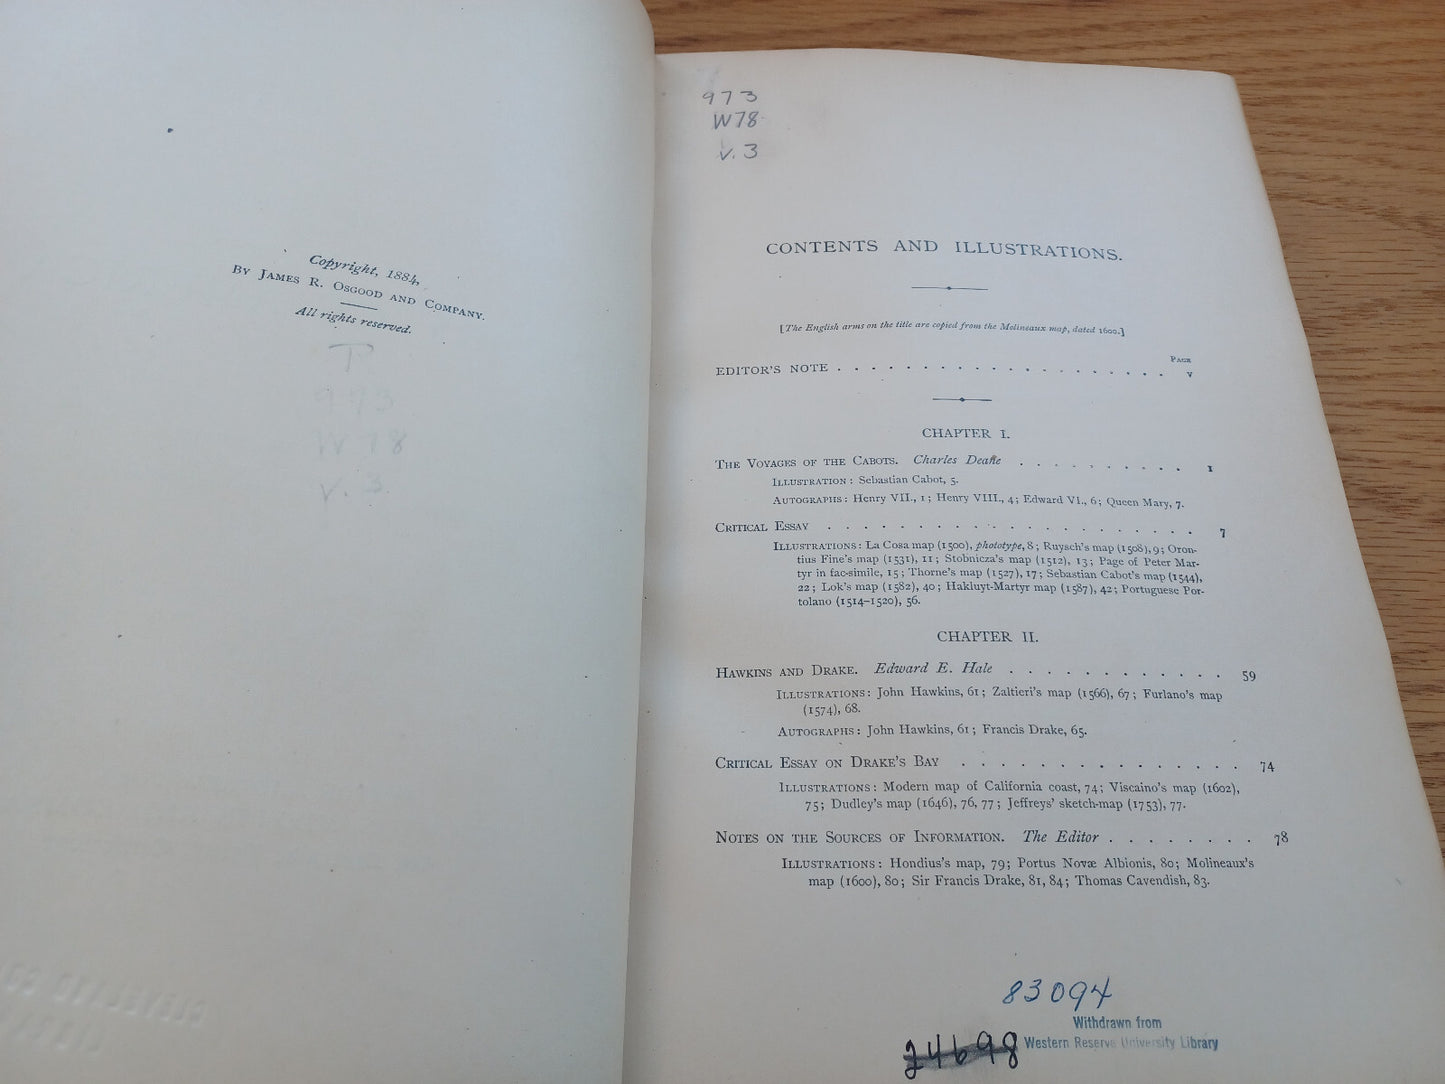 Copyright, 1884,
BY JAMES R. OSGOOD AND COMPANY.
All rights reserved.
T
973
W78
v.3
973
W78
v.3
CONTENTS AND ILLUSTRATIONS.
[The English arms on the title are copied from the Molineaux map, dated 1600.]
PAGE
EDITOR'S NOTE . . . . . . . . . . . . . . . . . . . . . . v
CHAPTER I.
THE VOYAGES OF THE CABOTS. Charles Deane . . . . . . . . . . 1
ILLUSTRATION: Sebastian Cabot, 5.
AUTOGRAPHS: Henry VII., 1; Henry VIII., 4; Edward VI., 6; Queen Mary, 7.
CRITICAL ESSAY . . . . . . . . . . . . . . . . . . 7
ILLUSTRATIONS: La Cosa map (1500), phototype, 8; Ruysch's map (1508), 9; Oron-
tius Fine's map (1531), 11; Stobnicza's map (1512), 13; Page of Peter Mar-
tyr in fac-simile, 15; Thorne's map (1527), 17; Sebastian Cabot's map (1544),
22; Lok's map (1582), 40; Hakluyt-Martyr map (1587), 42; Portuguese Por-
tolano (1514-1520), 56.
CHAPTER II.
HAWKINS AND DRAKE. Edward E. Hale . . . . . . . . . . . . 59
ILLUSTRATIONS: John Hawkins, 61; Zaltieri's map (1566), 67; Furlano's map
(1574), 68.
AUTOGRAPHS: John Hawkins, 61; Francis Drake, 65.
CRITICAL ESSAY ON DRAKE'S BAY . . . . . . . . . . . . . . . 74
ILLUSTRATIONS: Modern map of California coast, 74; Viscaino's map (1602),
75; Dudley's map (1646), 76, 77; Jeffreys' sketch-map (1753), 77.
NOTES ON THE SOURCES OF INFORMATION. The Editor . . . . . . . . 78
ILLUSTRATIONS: Hondius's map, 79; Portus Novæ Albionis, 80; Molineaux's
map (1600), 80; Sir Francis Drake, 81, 84; Thomas Cavendish, 83.
83094
Withdrawn from
Western Reserve University Library
24698
CLEVELAND